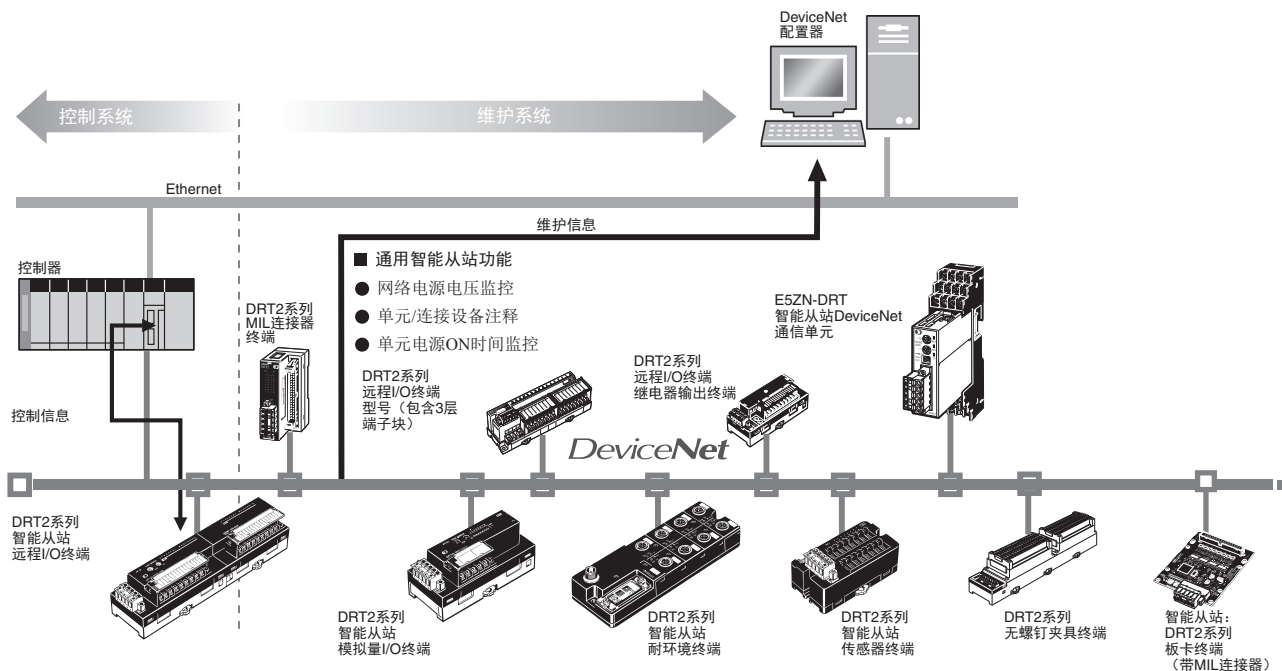 DeviceNet
配置器
控制系统
维护系统
Ethernet
维护信息
控制器
■ 通用智能从站功能
● 网络电源电压监控
● 单元/连接设备注释
● 单元电源ON时间监控
DRT2系列
MIL连接器
终端
E5ZN-DRT
智能从站DeviceNet
通信单元
DRT2系列
远程I/O终端
型号（包含3层
端子块）
DRT2系列
远程I/O终端
继电器输出终端
控制信息
DeviceNet
DRT2系列
智能从站
远程I/O终端
DRT2系列
智能从站
模拟量I/O终端
DRT2系列
智能从站
耐环境终端
DRT2系列
智能从站
传感器终端
DRT2系列
无螺钉夹具终端
智能从站：
DRT2系列
板卡终端
（带MIL连接器）